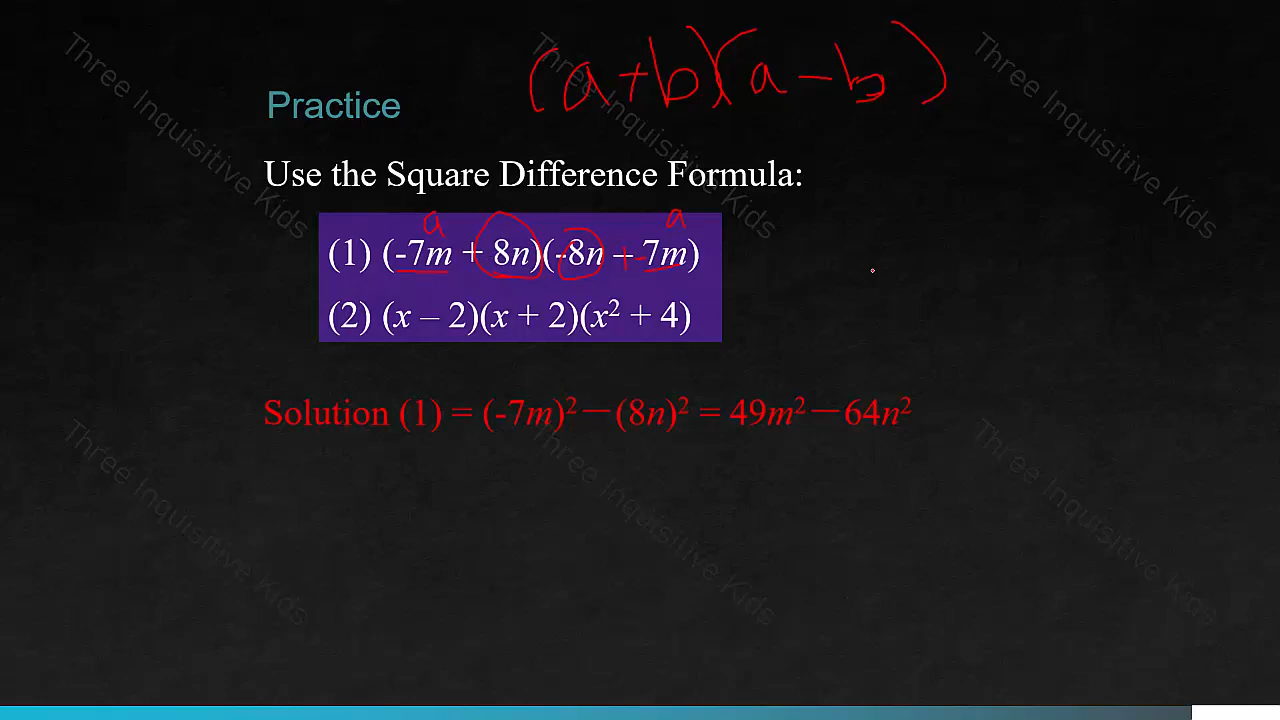 (a+b)(a-b)
Practice
Use the Square Difference Formula:
a a
(1) (-7m + 8n)(-8n – 7m)
+-
(2) (x – 2)(x + 2)(x² + 4)
Solution (1) = (-7m)²－(8n)² = 49m²－64n²
Three Inquisitive Kids
Three Inquisitive Kids
Three Inquisitive Kids
Three Inquisitive Kids
Three Inquisitive Kids
Three Inquisitive Kids